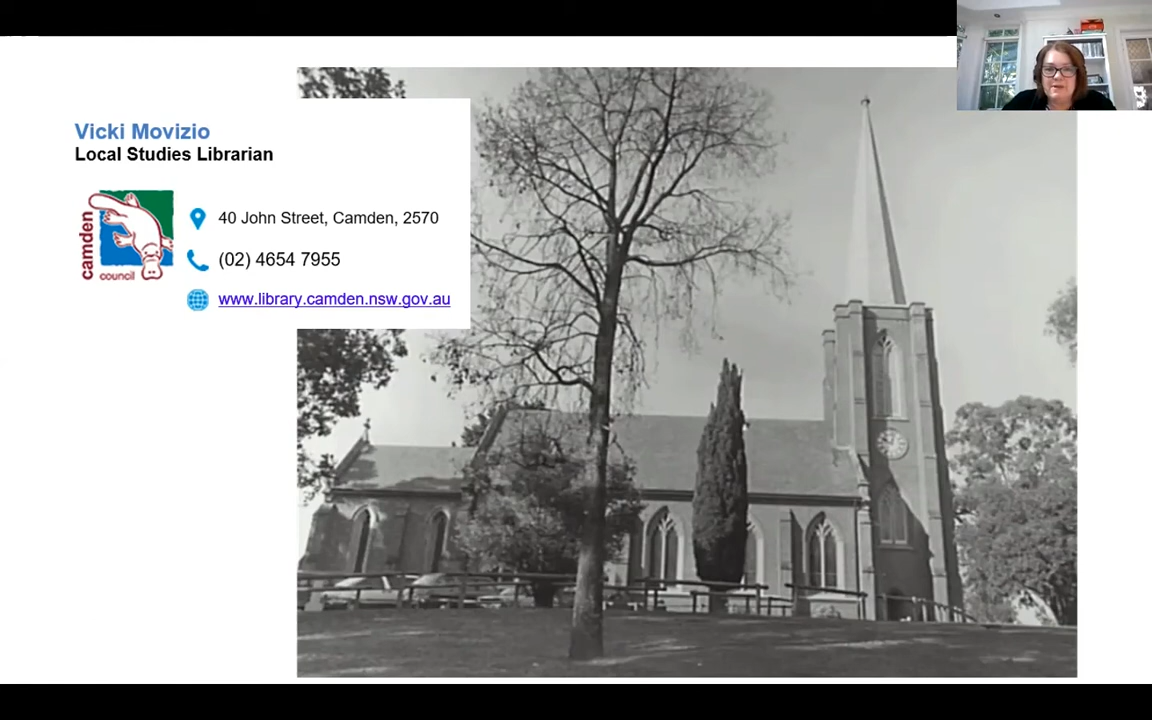 Vicki Movizio
Local Studies Librarian
camden
council
40 John Street, Camden, 2570
(02) 4654 7955
www.library.camden.nsw.gov.au